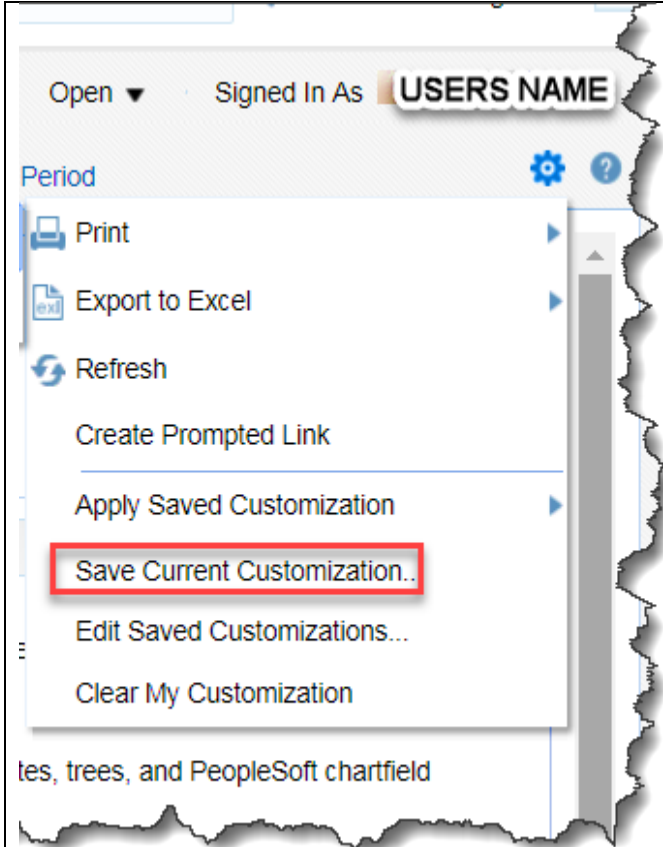 Open ▼ Signed In As USERS NAME
Period
?
Print
exl Export to Excel
Refresh
Create Prompted Link
Apply Saved Customization
Save Current Customization..
Edit Saved Customizations...
Clear My Customization
tes, trees, and PeopleSoft chartfield